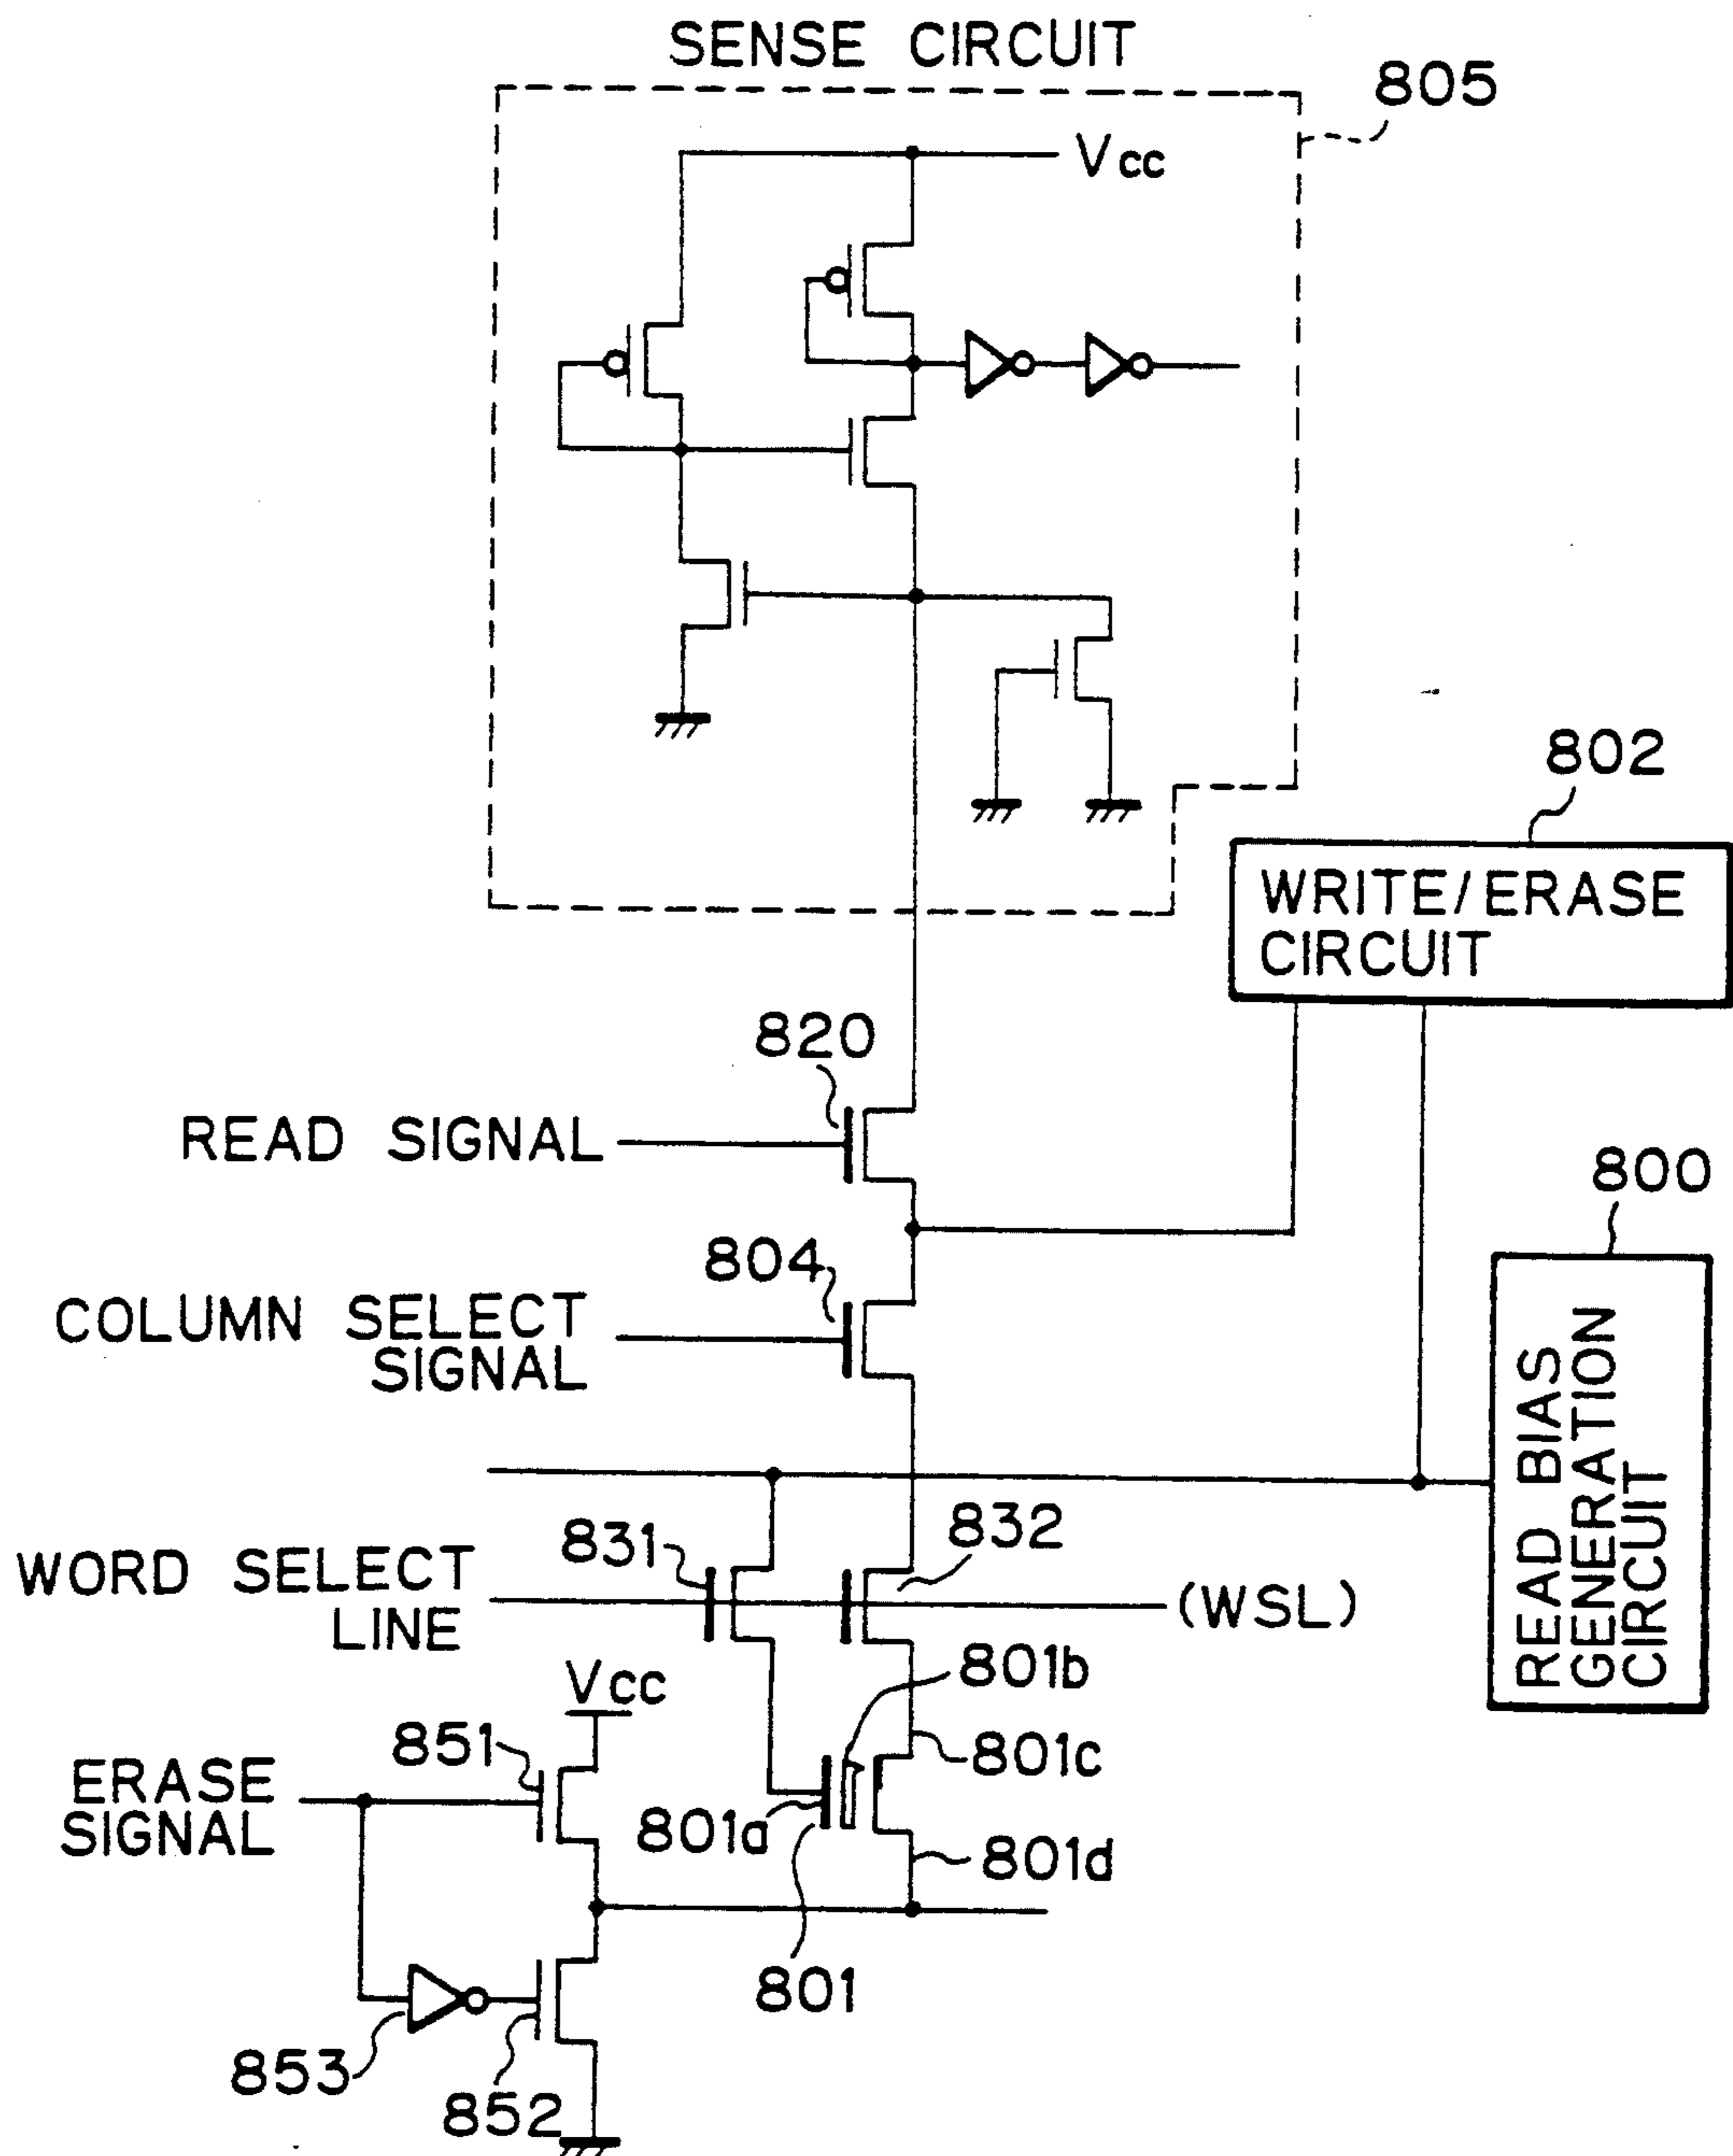 SENSE CIRCUIT
805
Vcc
802
WRITE/ERASE
CIRCUIT
820
READ SIGNAL
800
804
COLUMN SELECT
SIGNAL
READ BIAS
GENERATION
CIRCUIT
831
832
WORD SELECT
LINE
(WSL)
801b
Vcc
851
801c
ERASE
SIGNAL
801a
801d
801
853
852